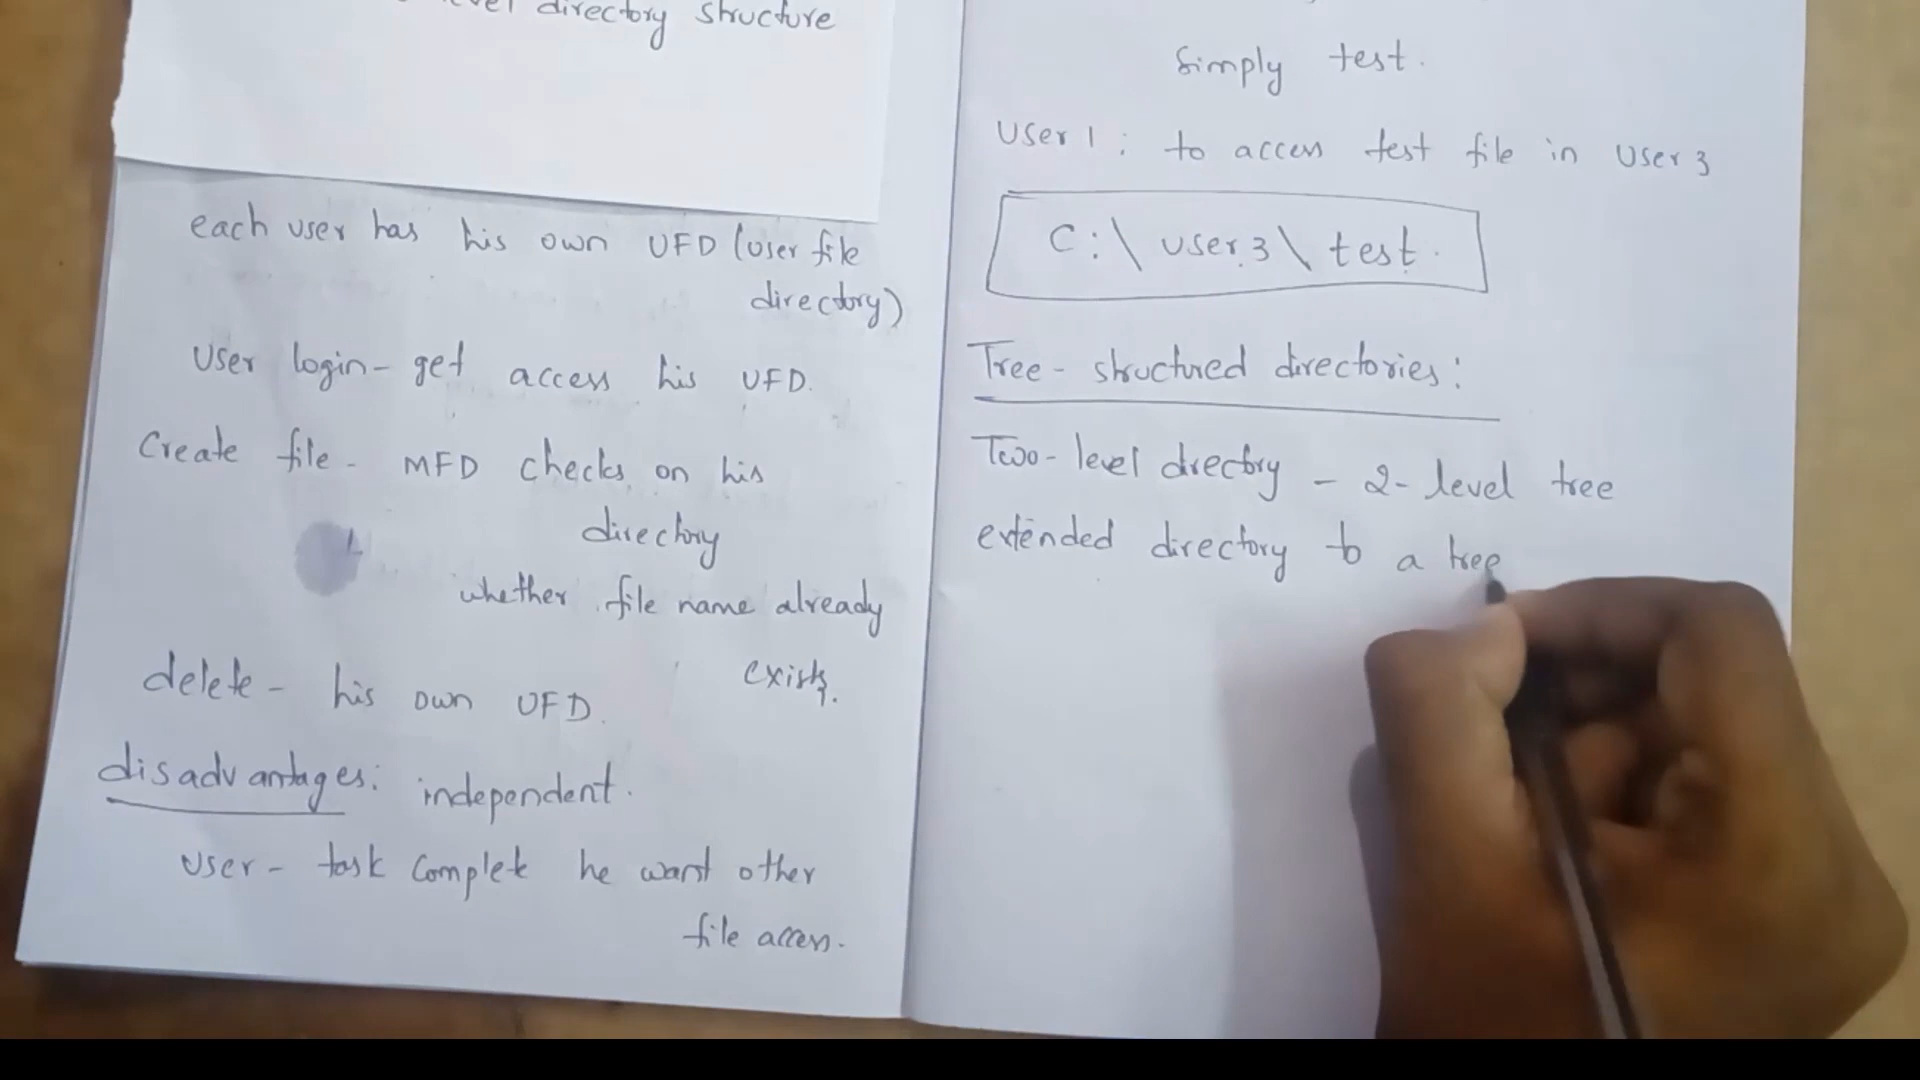 directory structure
each user has his own UFD (user file
directory)
User login - get access his UFD.
Create file - MFD checks on his
directory
whether file name already
exists.
delete - his own UFD.
disadvantages: independent.
User - task complete he want other
file access.
Simply test.
User 1 : to access test file in user 3
C:\ user 3 \ test.
Tree - structured directories:
Two - level directory - 2 - level tree
extended directory to a tree